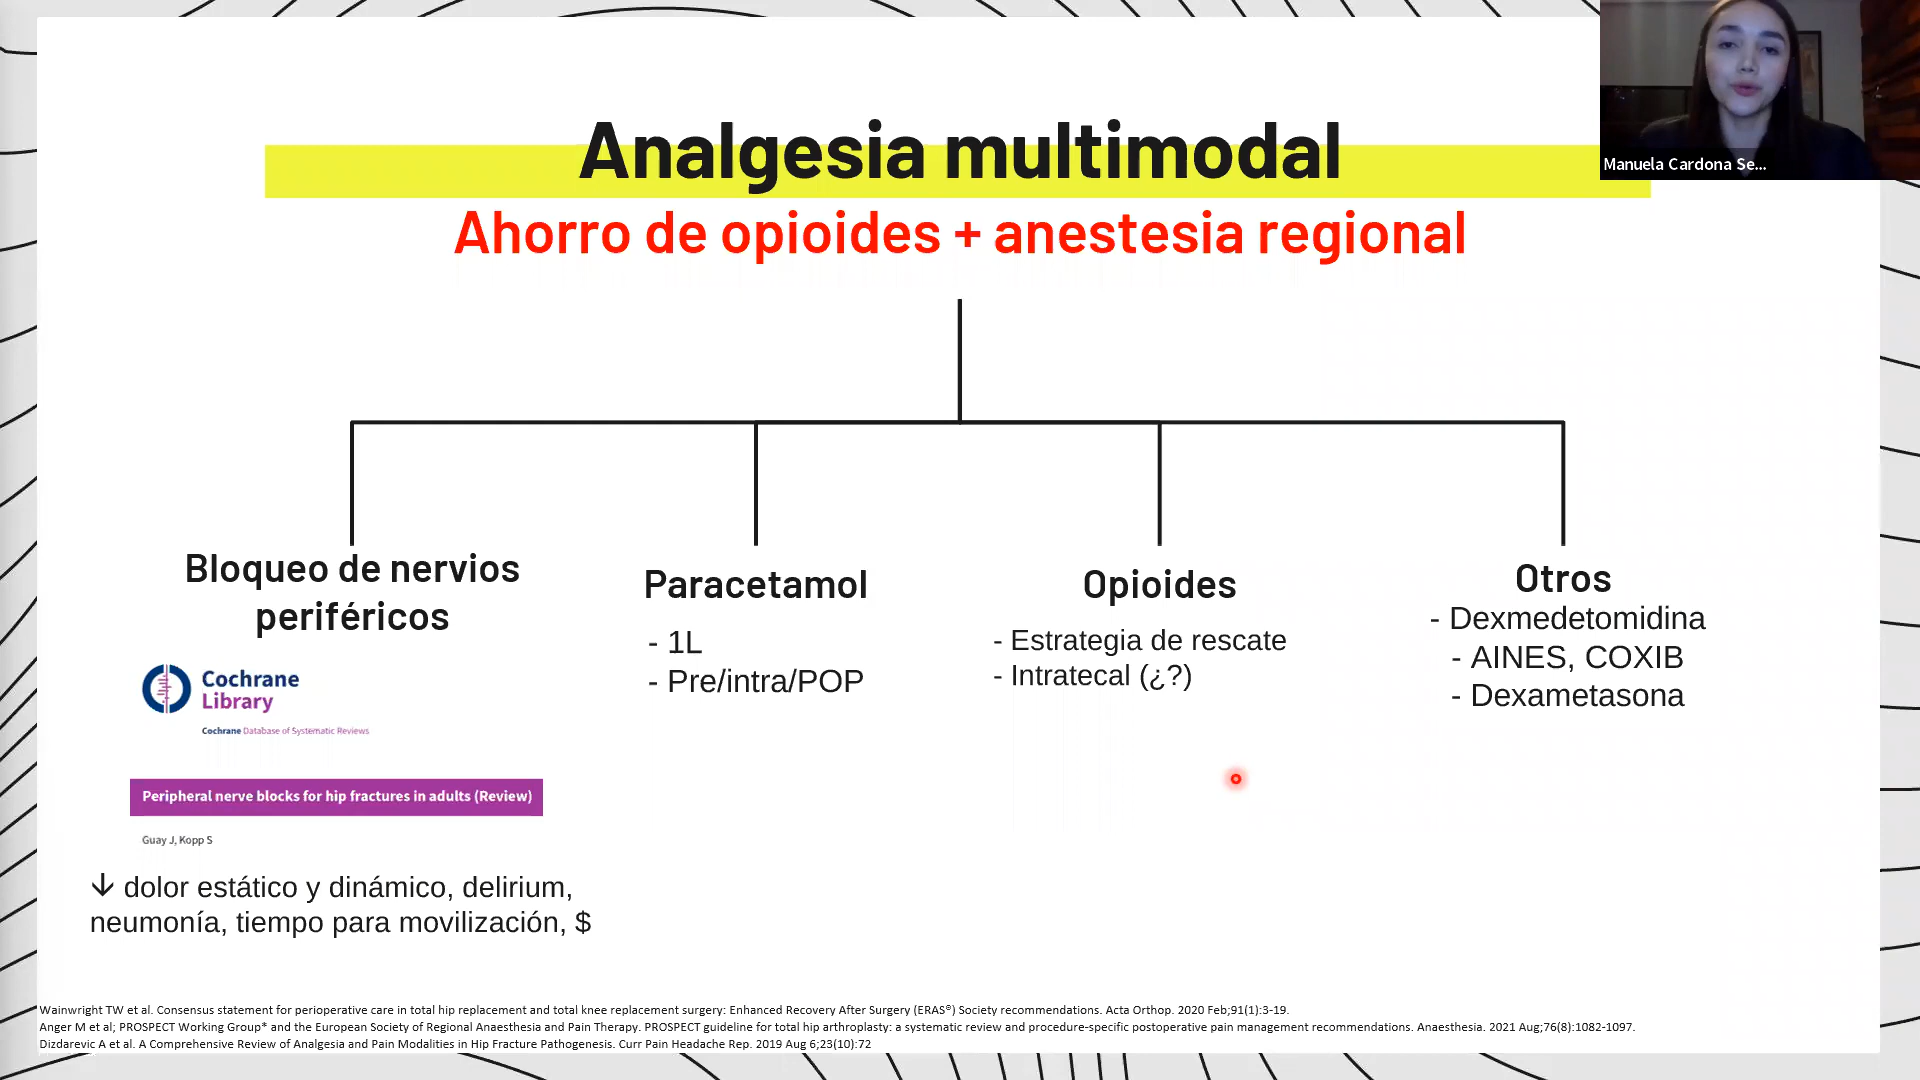 Manuela Cardona Se...
Analgesia multimodal
Ahorro de opioides + anestesia regional
Bloqueo de nervios
periféricos
Cochrane
Library
Cochrane Database of Systematic Reviews
Peripheral nerve blocks for hip fractures in adults (Review)
Guay J, Kopp S
↓ dolor estático y dinámico, delirium,
neumonía, tiempo para movilización, $
Paracetamol
- 1L
- Pre/intra/POP
Opioides
- Estrategia de rescate
- Intratecal (¿?)
Otros
- Dexmedetomidina
- AINES, COXIB
- Dexametasona
Wainwright TW et al. Consensus statement for perioperative care in total hip replacement and total knee replacement surgery: Enhanced Recovery After Surgery (ERAS®) Society recommendations. Acta Orthop. 2020 Feb;91(1):3-19.
Anger M et al; PROSPECT Working Group* and the European Society of Regional Anaesthesia and Pain Therapy. PROSPECT guideline for total hip arthroplasty: a systematic review and procedure-specific postoperative pain management recommendations. Anaesthesia. 2021 Aug;76(8):1082-1097.
Dizdarevic A et al. A Comprehensive Review of Analgesia and Pain Modalities in Hip Fracture Pathogenesis. Curr Pain Headache Rep. 2019 Aug 6;23(10):72